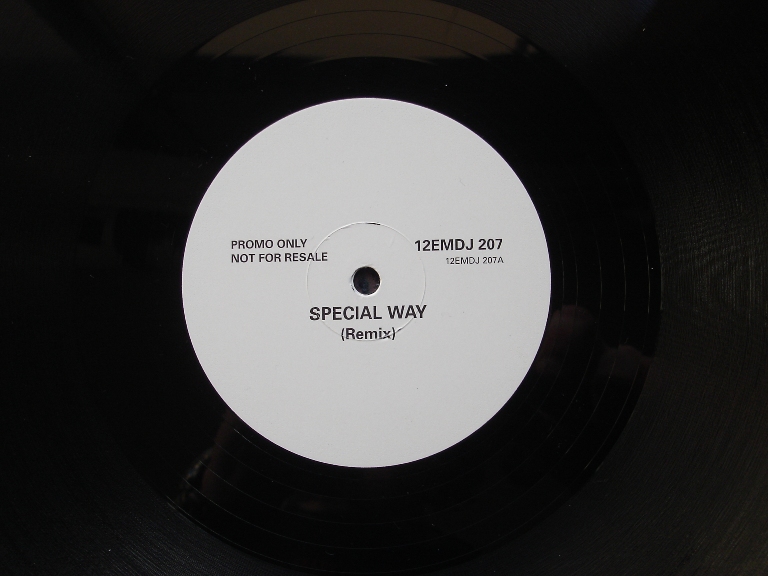 PROMO ONLY
NOT FOR RESALE
12EMDJ 207
12EMDJ 207A
SPECIAL WAY
(Remix)